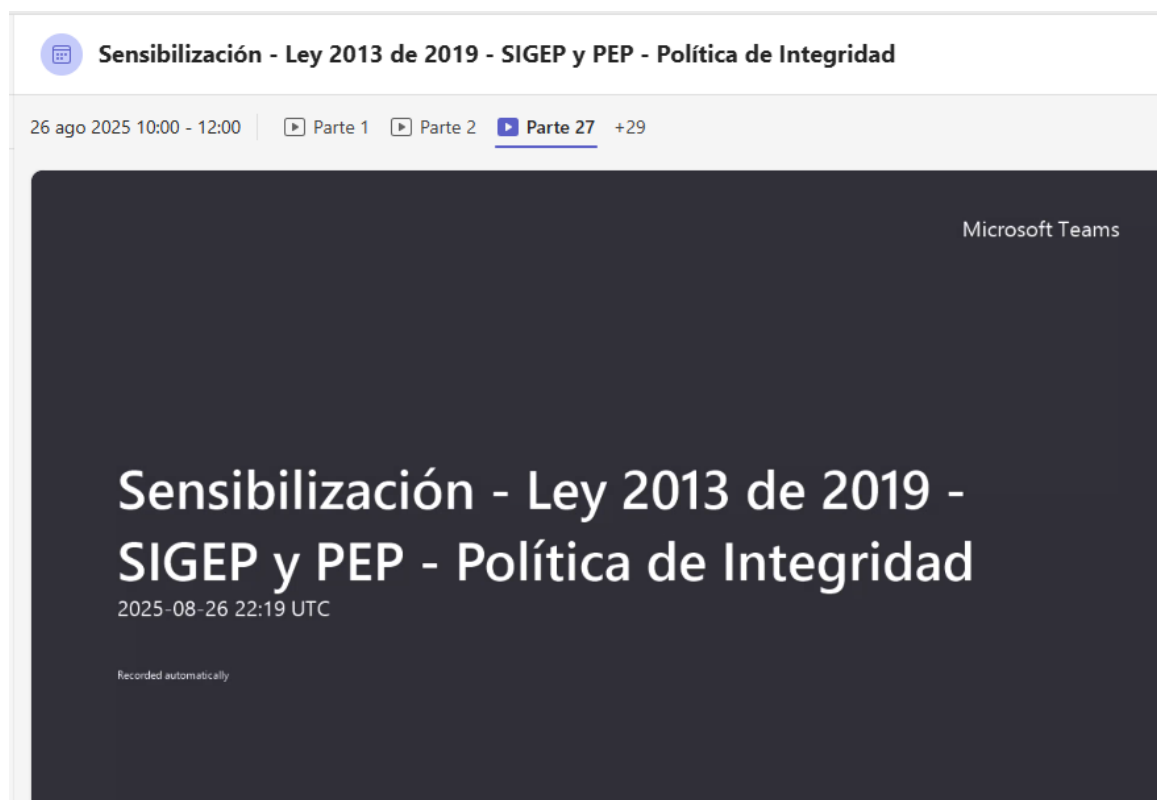 Sensibilización - Ley 2013 de 2019 - SIGEP y PEP - Política de Integridad
26 ago 2025 10:00 - 12:00 Parte 1 Parte 2 Parte 27 +29
Microsoft Teams
Sensibilización - Ley 2013 de 2019 -
SIGEP y PEP - Política de Integridad
2025-08-26 22:19 UTC
Recorded automatically